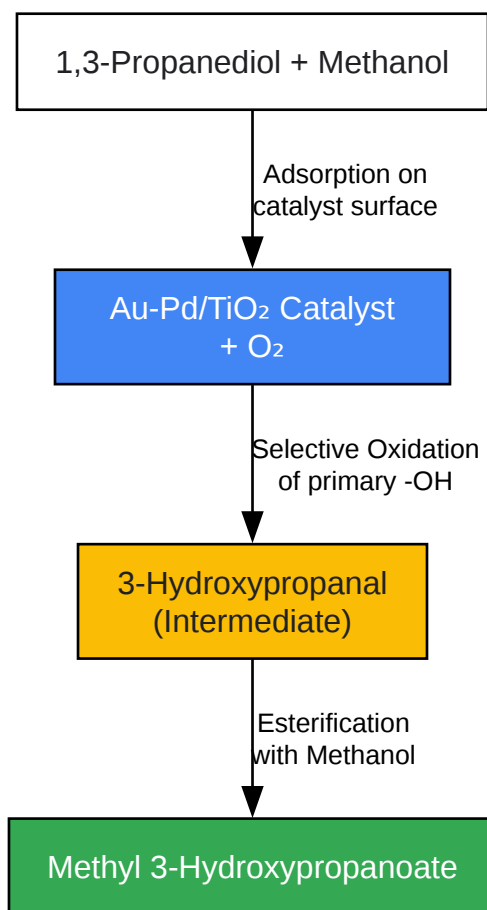 1,3-Propanediol + Methanol
Adsorption on
catalyst surface
Au-Pd/TiO₂ Catalyst
+ O₂
Selective Oxidation
of primary -OH
3-Hydroxypropanal
(Intermediate)
Esterification
with Methanol
Methyl 3-Hydroxypropanoate